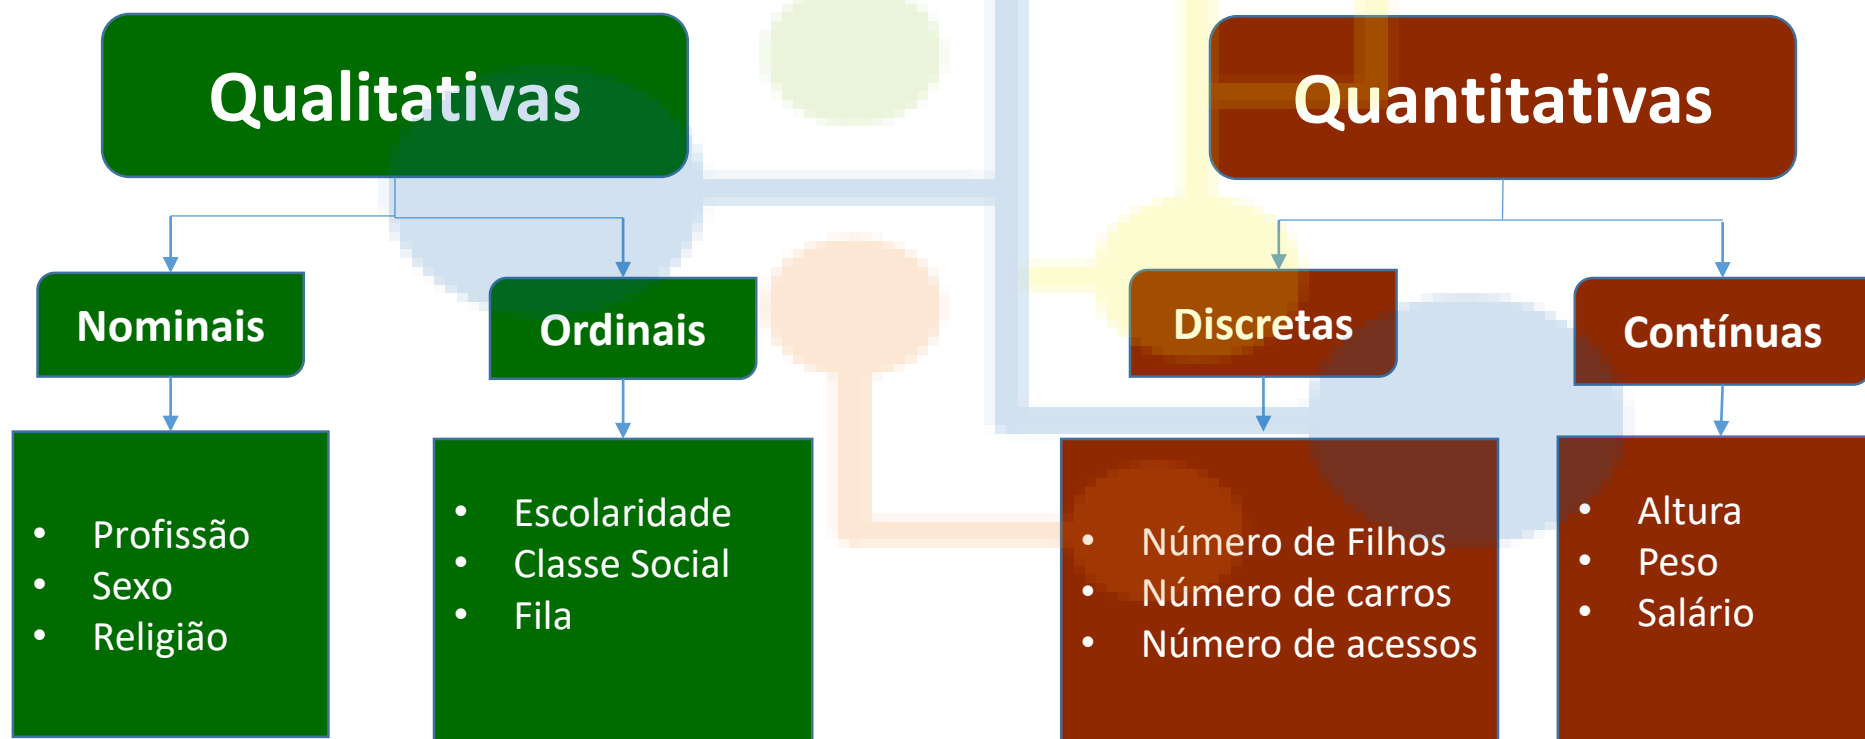 Qualitativas
Quantitativas
Nominais
Ordinais
Discretas
Contínuas
• Profissão
• Sexo
• Religião
• Escolaridade
• Classe Social
• Fila
• Número de Filhos
• Número de carros
• Número de acessos
• Altura
• Peso
• Salário